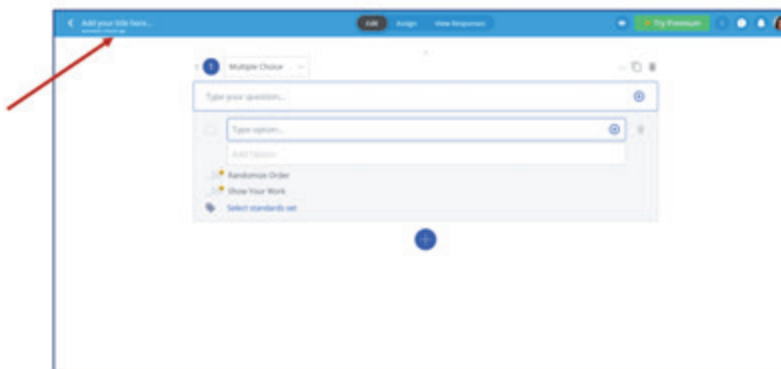 Add your title here...
Edit
Assign
View Responses
Try Premium
1
Multiple Choice
Type your question...
Type option...
Add Option
Randomize Order
Show Your Work
Select standards set